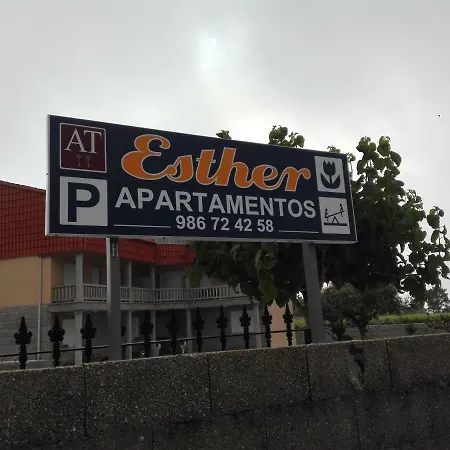 AT
Esther
P APARTAMENTOS
986 72 42 58